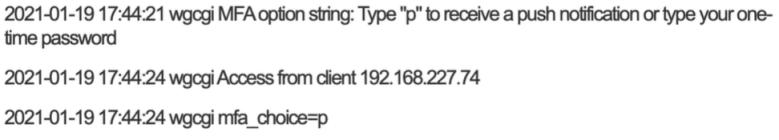 2021-01-19 17:44:21 wgcgi MFA option string: Type "p" to receive a push notification or type your one-
time password
2021-01-19 17:44:24 wgcgi Access from client 192.168.227.74
2021-01-19 17:44:24 wgcgi mfa_choice=p